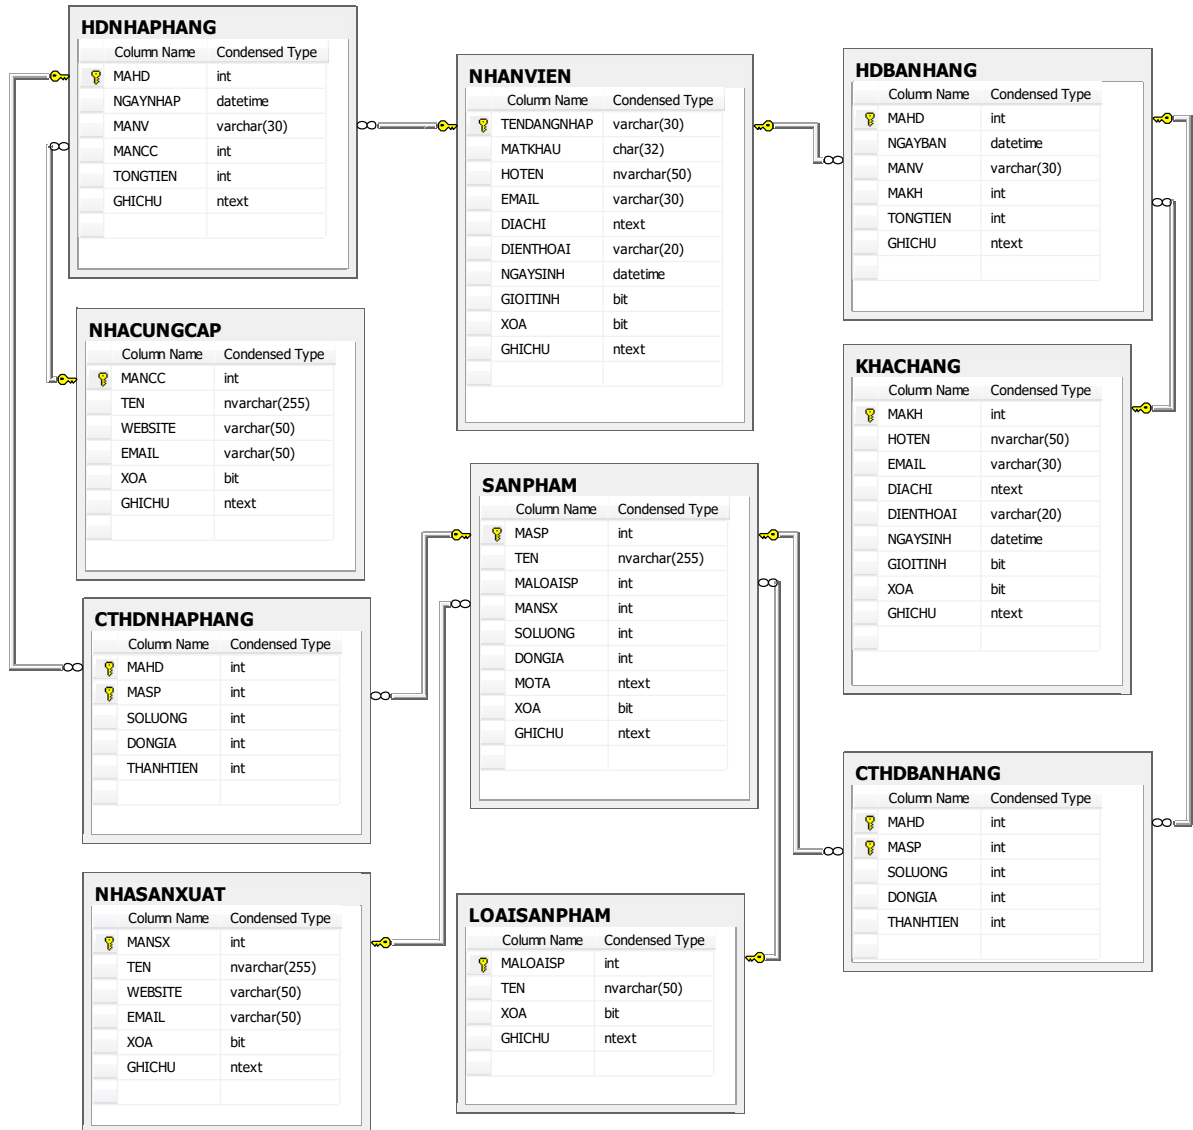 HDNHAPHANG
Column Name Condensed Type
MAHD int
NGAYNHAP datetime
MANV varchar(30)
MANCC int
TONGTIEN int
GHICHU ntext
NHANVIEN
Column Name Condensed Type
TENDANGNHAP varchar(30)
MATKHAU char(32)
HOTEN nvarchar(50)
EMAIL varchar(30)
DIACHI ntext
DIENTHOAI varchar(20)
NGAYSINH datetime
GIOITINH bit
XOA bit
GHICHU ntext
HDBANHANG
Column Name Condensed Type
MAHD int
NGAYBAN datetime
MANV varchar(30)
MAKH int
TONGTIEN int
GHICHU ntext
NHACUNGCAP
Column Name Condensed Type
MANCC int
TEN nvarchar(255)
WEBSITE varchar(50)
EMAIL varchar(50)
XOA bit
GHICHU ntext
KHACHANG
Column Name Condensed Type
MAKH int
HOTEN nvarchar(50)
EMAIL varchar(30)
DIACHI ntext
DIENTHOAI varchar(20)
NGAYSINH datetime
GIOITINH bit
XOA bit
GHICHU ntext
SANPHAM
Column Name Condensed Type
MASP int
TEN nvarchar(255)
MALOAISP int
MANSX int
SOLUONG int
DONGIA int
MOTA ntext
XOA bit
GHICHU ntext
CTHDNHAPHANG
Column Name Condensed Type
MAHD int
MASP int
SOLUONG int
DONGIA int
THANHTIEN int
CTHDBANHANG
Column Name Condensed Type
MAHD int
MASP int
SOLUONG int
DONGIA int
THANHTIEN int
NHASANXUAT
Column Name Condensed Type
MANSX int
TEN nvarchar(255)
WEBSITE varchar(50)
EMAIL varchar(50)
XOA bit
GHICHU ntext
LOAISANPHAM
Column Name Condensed Type
MALOAISP int
TEN nvarchar(50)
XOA bit
GHICHU ntext